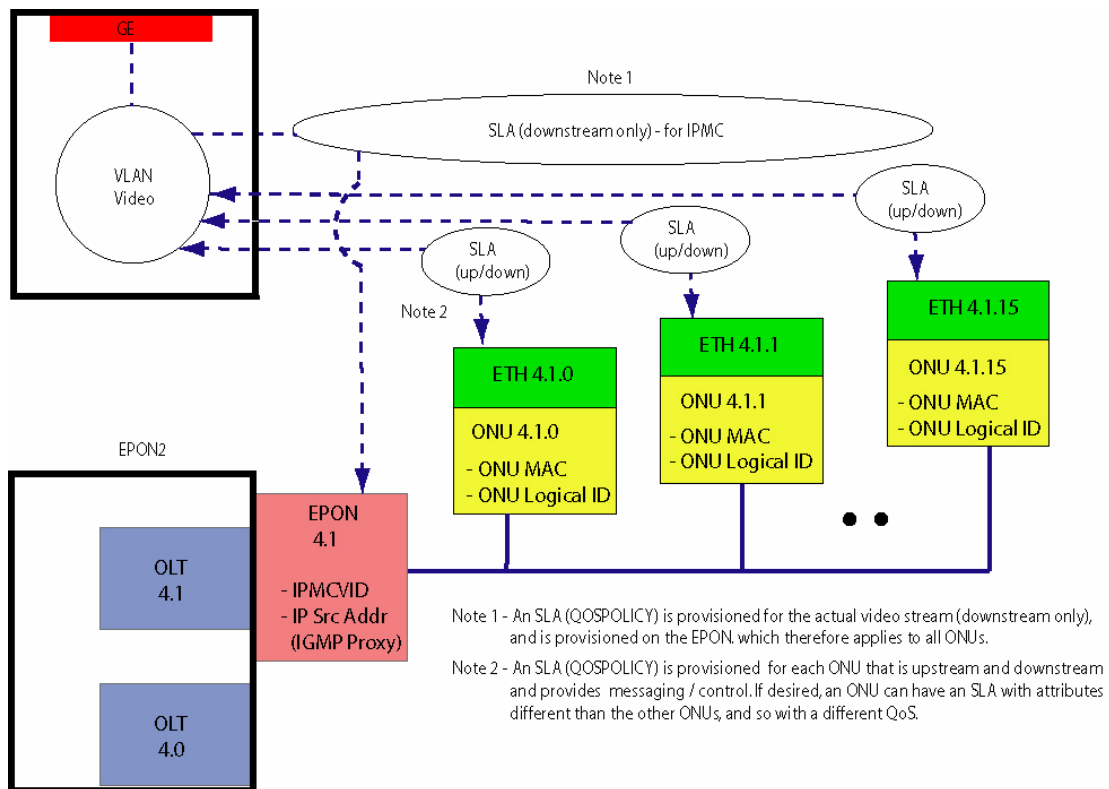 GE
Note 1
SLA (downstream only) - for IPMC
VLAN
Video
SLA
(up/down)
SLA
(up/down)
SLA
(up/down)
Note 2
ETH 4.1.15
ONU 4.1.15
- ONU MAC
- ONU Logical ID
ETH 4.1.1
ONU 4.1.1
- ONU MAC
- ONU Logical ID
ETH 4.1.0
ONU 4.1.0
- ONU MAC
- ONU Logical ID
EPON2
OLT
4.1
OLT
4.0
EPON
4.1
- IPMCVID
- IP Src Addr
(IGMP Proxy)
Note 1 - An SLA (QOSPOLICY) is provisioned for the actual video stream (downstream only),
and is provisioned on the EPON. which therefore applies to all ONUs.
Note 2 - An SLA (QOSPOLICY) is provisioned for each ONU that is upstream and downstream
and provides messaging / control. If desired, an ONU can have an SLA with attributes
different than the other ONUs, and so with a different QoS.